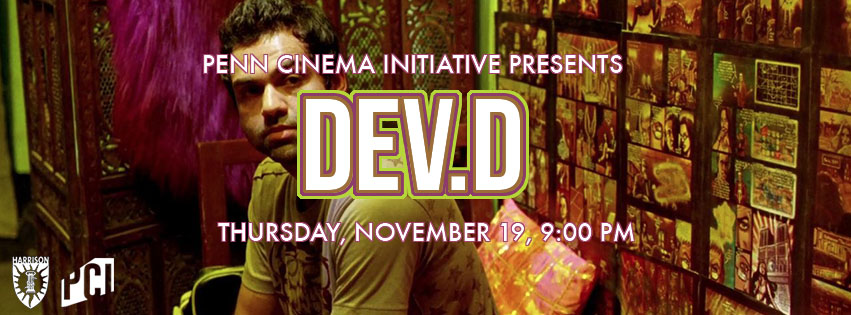 PENN CINEMA INITIATIVE PRESENTS
DEV.D
THURSDAY, NOVEMBER 19, 9:00 PM
HARRISON
PCI